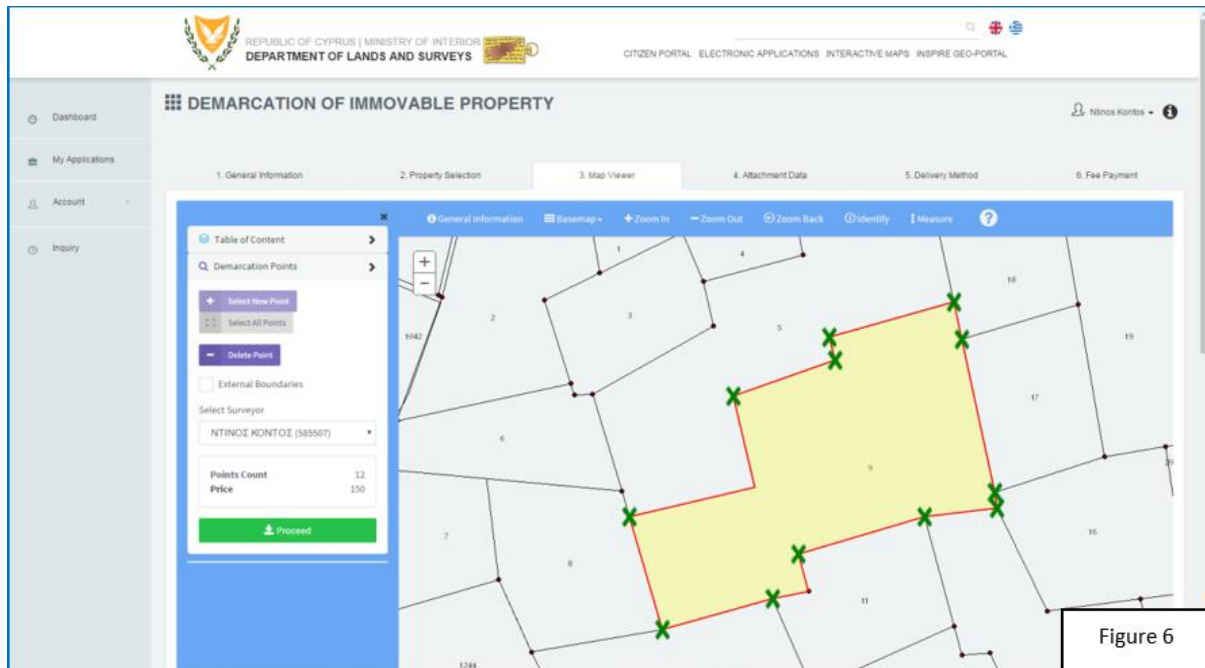 REPUBLIC OF CYPRUS | MINISTRY OF INTERIOR
DEPARTMENT OF LANDS AND SURVEYS
CITIZEN PORTAL ELECTRONIC APPLICATIONS INTERACTIVE MAPS INSPIRE GEO-PORTAL
DEMARCATION OF IMMOVABLE PROPERTY
Ntinos Kontos
Dashboard
My Applications
Account
Inquiry
1. General Information
2. Property Selection
3. Map Viewer
4. Attachment Data
5. Delivery Method
6. Fee Payment
General Information Basemap Zoom In Zoom Out Zoom Back Identify Measure ?
Table of Content
Demarcation Points
+ Select New Point
Select All Points
Delete Point
External Boundaries
Select Surveyor
ΝΤΙΝΟΣ ΚΟΝΤΟΣ (585507)
Points Count 12
Price 150
Proceed
+
−
1
4
18
2
3
5
19
1042
17
6
9
7
8
16
11
1244
Figure 6